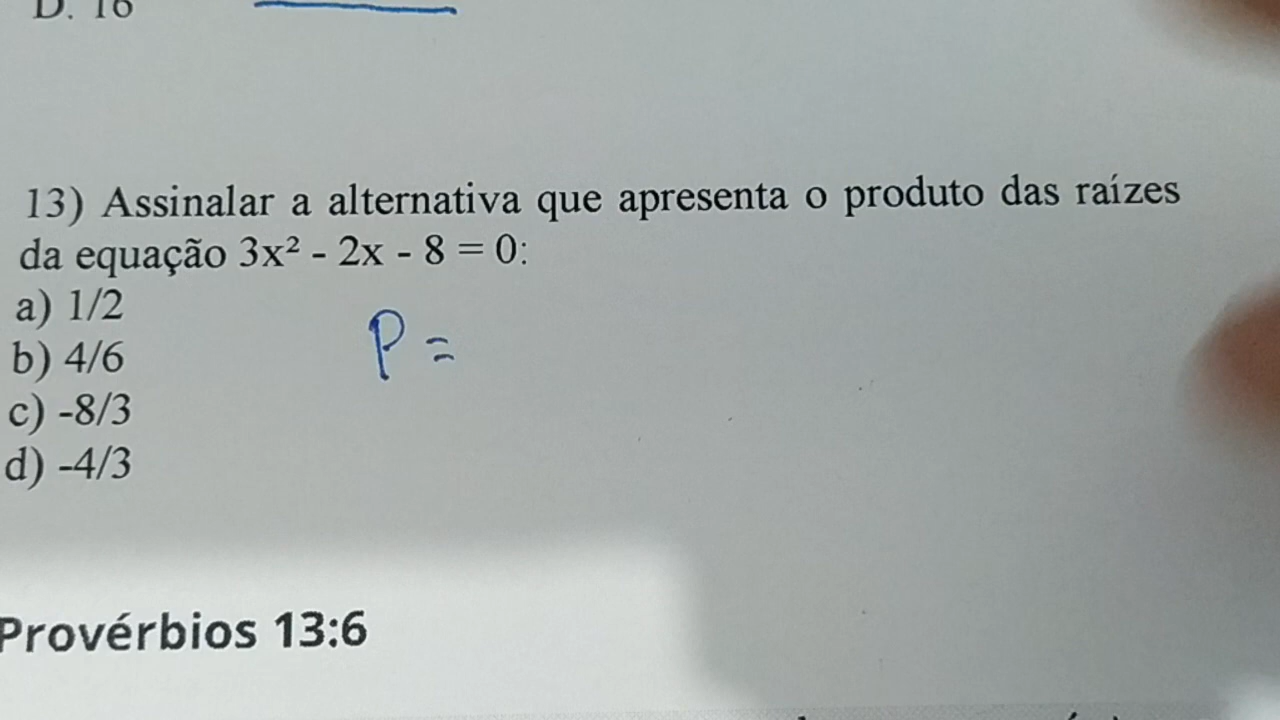 D. 16
13) Assinalar a alternativa que apresenta o produto das raízes
da equação 3x² - 2x - 8 = 0:
a) 1/2
b) 4/6
c) -8/3
d) -4/3
P =
Provérbios 13:6